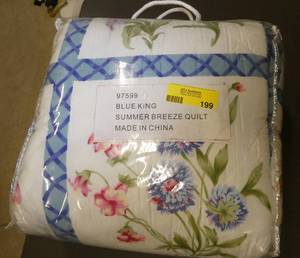 97599
199
BLUE KING
SUMMER BREEZE QUILT
MADE IN CHINA